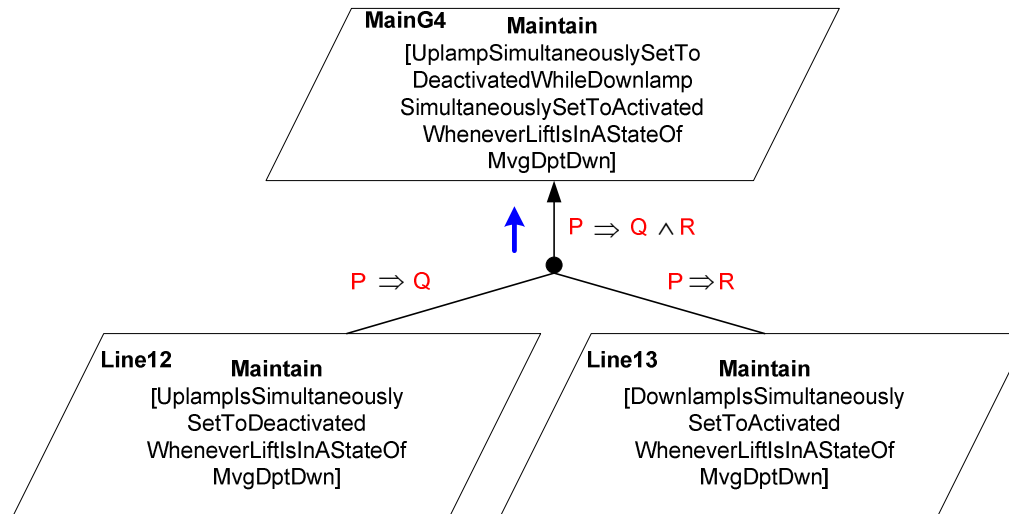 MainG4
Maintain
[UplampSimultaneouslySetTo
DeactivatedWhileDownlamp
SimultaneouslySetToActivated
WheneverLiftIsInAStateOf
MvgDptDwn]
P ⇒ Q ∧ R
P ⇒ Q
P ⇒ R
Line12
Maintain
[UplampIsSimultaneously
SetToDeactivated
WheneverLiftIsInAStateOf
MvgDptDwn]
Line13
Maintain
[DownlampIsSimultaneously
SetToActivated
WheneverLiftIsInAStateOf
MvgDptDwn]